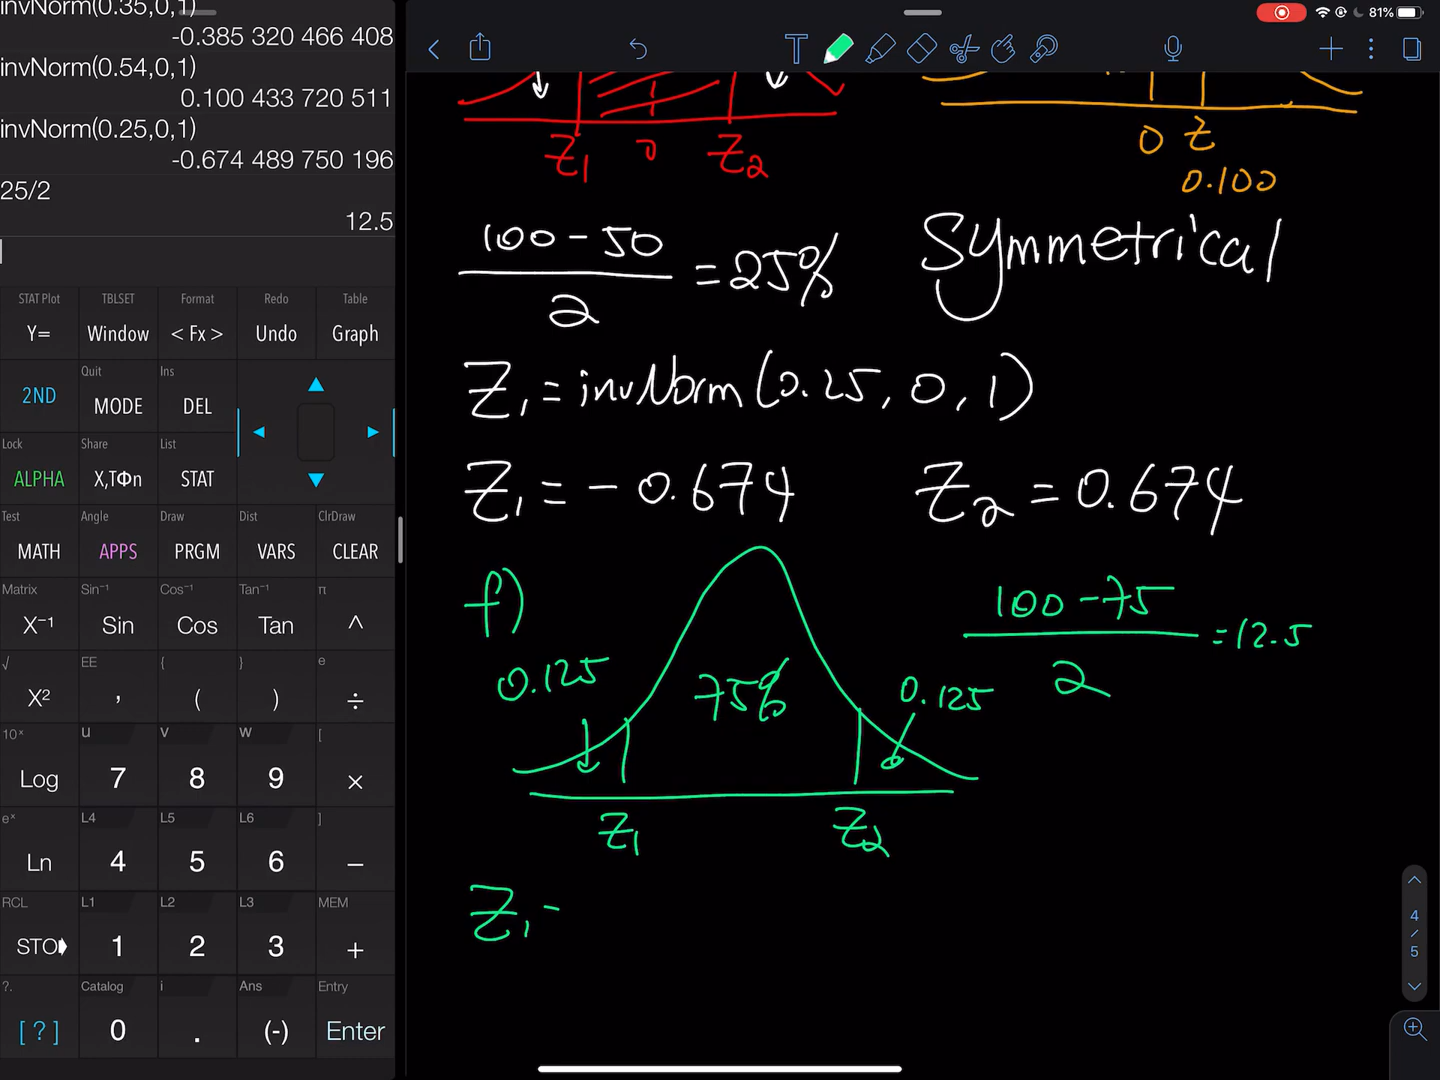 invNorm(0.35,0,1)
-0.385 320 466 408
invNorm(0.54,0,1)
0.100 433 720 511
invNorm(0.25,0,1)
-0.674 489 750 196
25/2
12.5
STAT Plot TBLSET Format Redo Table
Y= Window < Fx > Undo Graph
Quit Ins
2ND MODE DEL
Lock Share List
ALPHA X,TΦn STAT
Test Angle Draw Dist ClrDraw
MATH APPS PRGM VARS CLEAR
Matrix Sin⁻¹ Cos⁻¹ Tan⁻¹ π
X⁻¹ Sin Cos Tan ^
√ EE { } e
X² , ( ) ÷
10ˣ u v w [
Log 7 8 9 ×
eˣ L4 L5 L6 ]
Ln 4 5 6 −
RCL L1 L2 L3 MEM
STO 1 2 3 +
?. Catalog i Ans Entry
[ ? ] 0 . (-) Enter
81%
T
Z1 0 Z2
0 Z
0.100
100 - 50
2
= 25%
Symmetrical
Z1 = invNorm(0.25, 0, 1)
Z1 = - 0.674 Z2 = 0.674
f)
100 - 75
2
= 12.5
0.125 75% 0.125
Z1 Z2
Z1 -
4
/
5